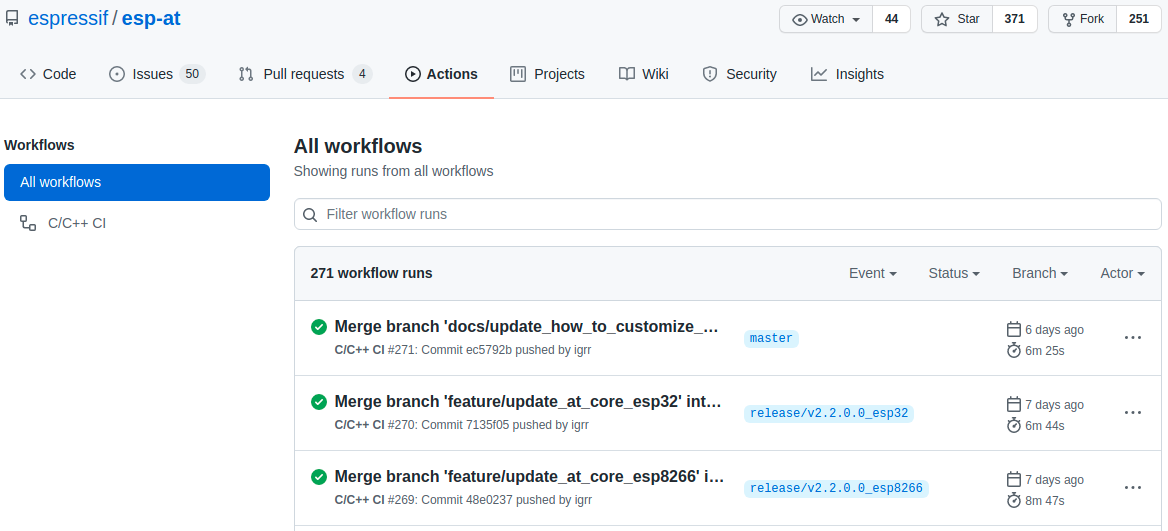 espressif / esp-at
Watch 44 Star 371 Fork 251
Code Issues 50 Pull requests 4 Actions Projects Wiki Security Insights
Workflows
All workflows
C/C++ CI
All workflows
Showing runs from all workflows
Filter workflow runs
271 workflow runs Event Status Branch Actor
Merge branch 'docs/update_how_to_customize_...
C/C++ CI #271: Commit ec5792b pushed by igrr
master
6 days ago
6m 25s
Merge branch 'feature/update_at_core_esp32' int...
C/C++ CI #270: Commit 7135f05 pushed by igrr
release/v2.2.0.0_esp32
7 days ago
6m 44s
Merge branch 'feature/update_at_core_esp8266' i...
C/C++ CI #269: Commit 48e0237 pushed by igrr
release/v2.2.0.0_esp8266
7 days ago
8m 47s